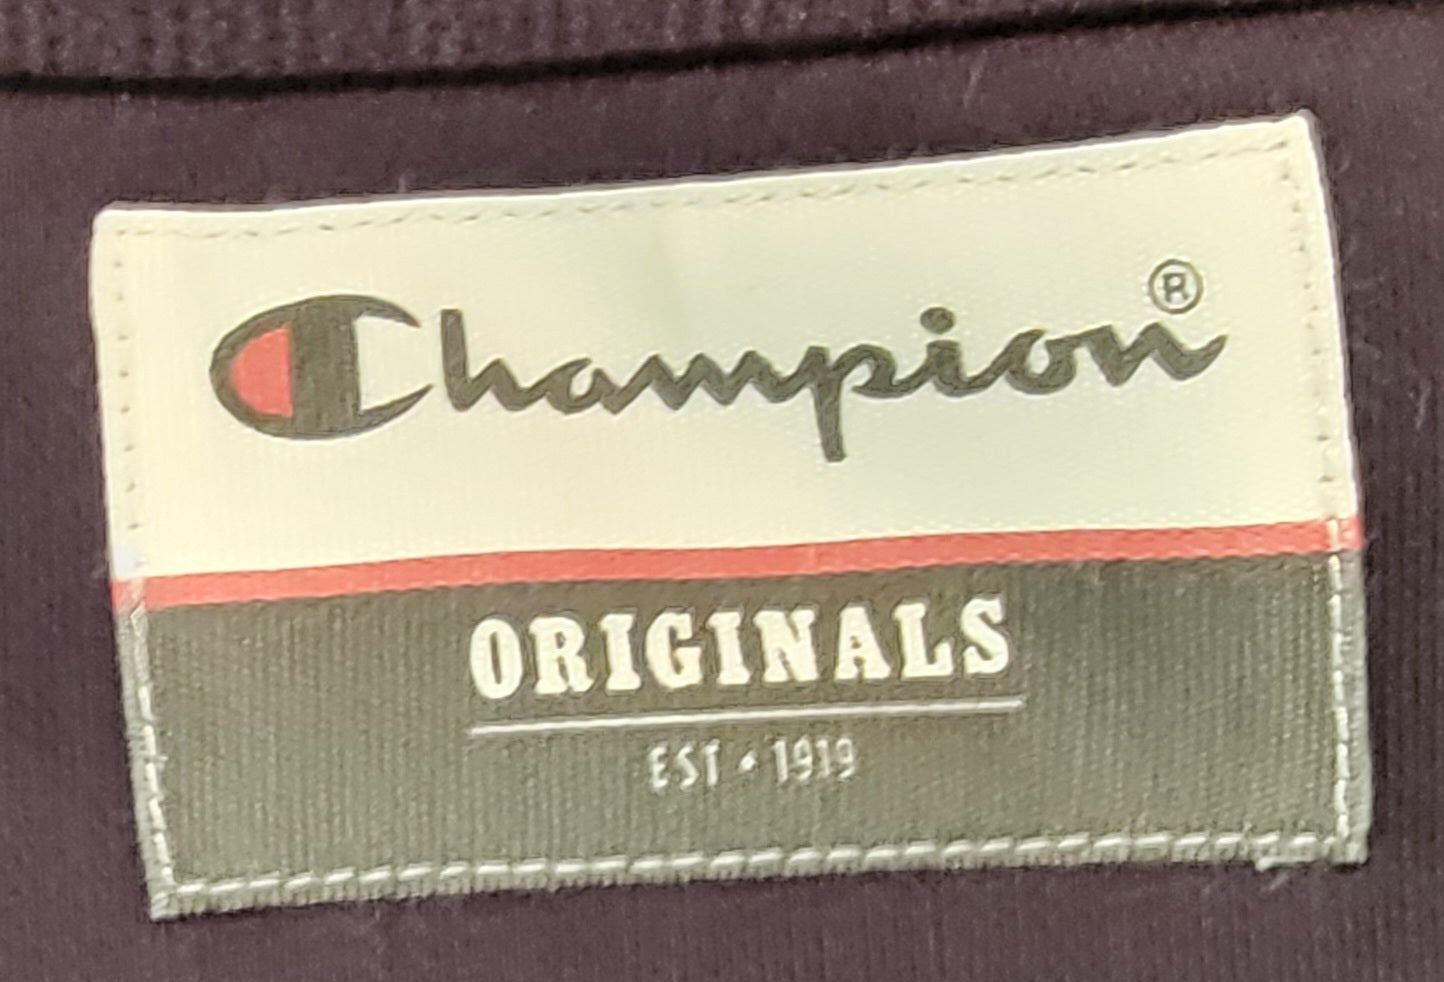 Champion®
ORIGINALS
EST • 1919